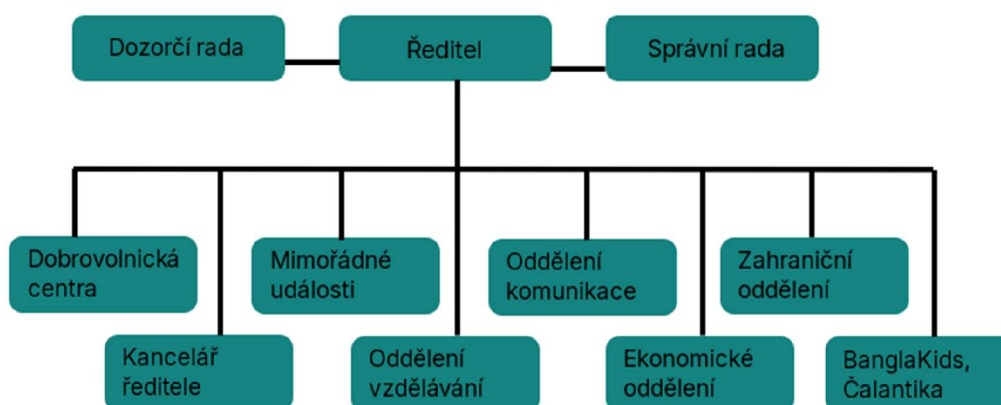 Dozorčí rada
Ředitel
Správní rada
Dobrovolnická
centra
Mimořádné
události
Oddělení
komunikace
Zahraniční
oddělení
Kancelář
ředitele
Oddělení
vzdělávání
Ekonomické
oddělení
BanglaKids,
Čalantika